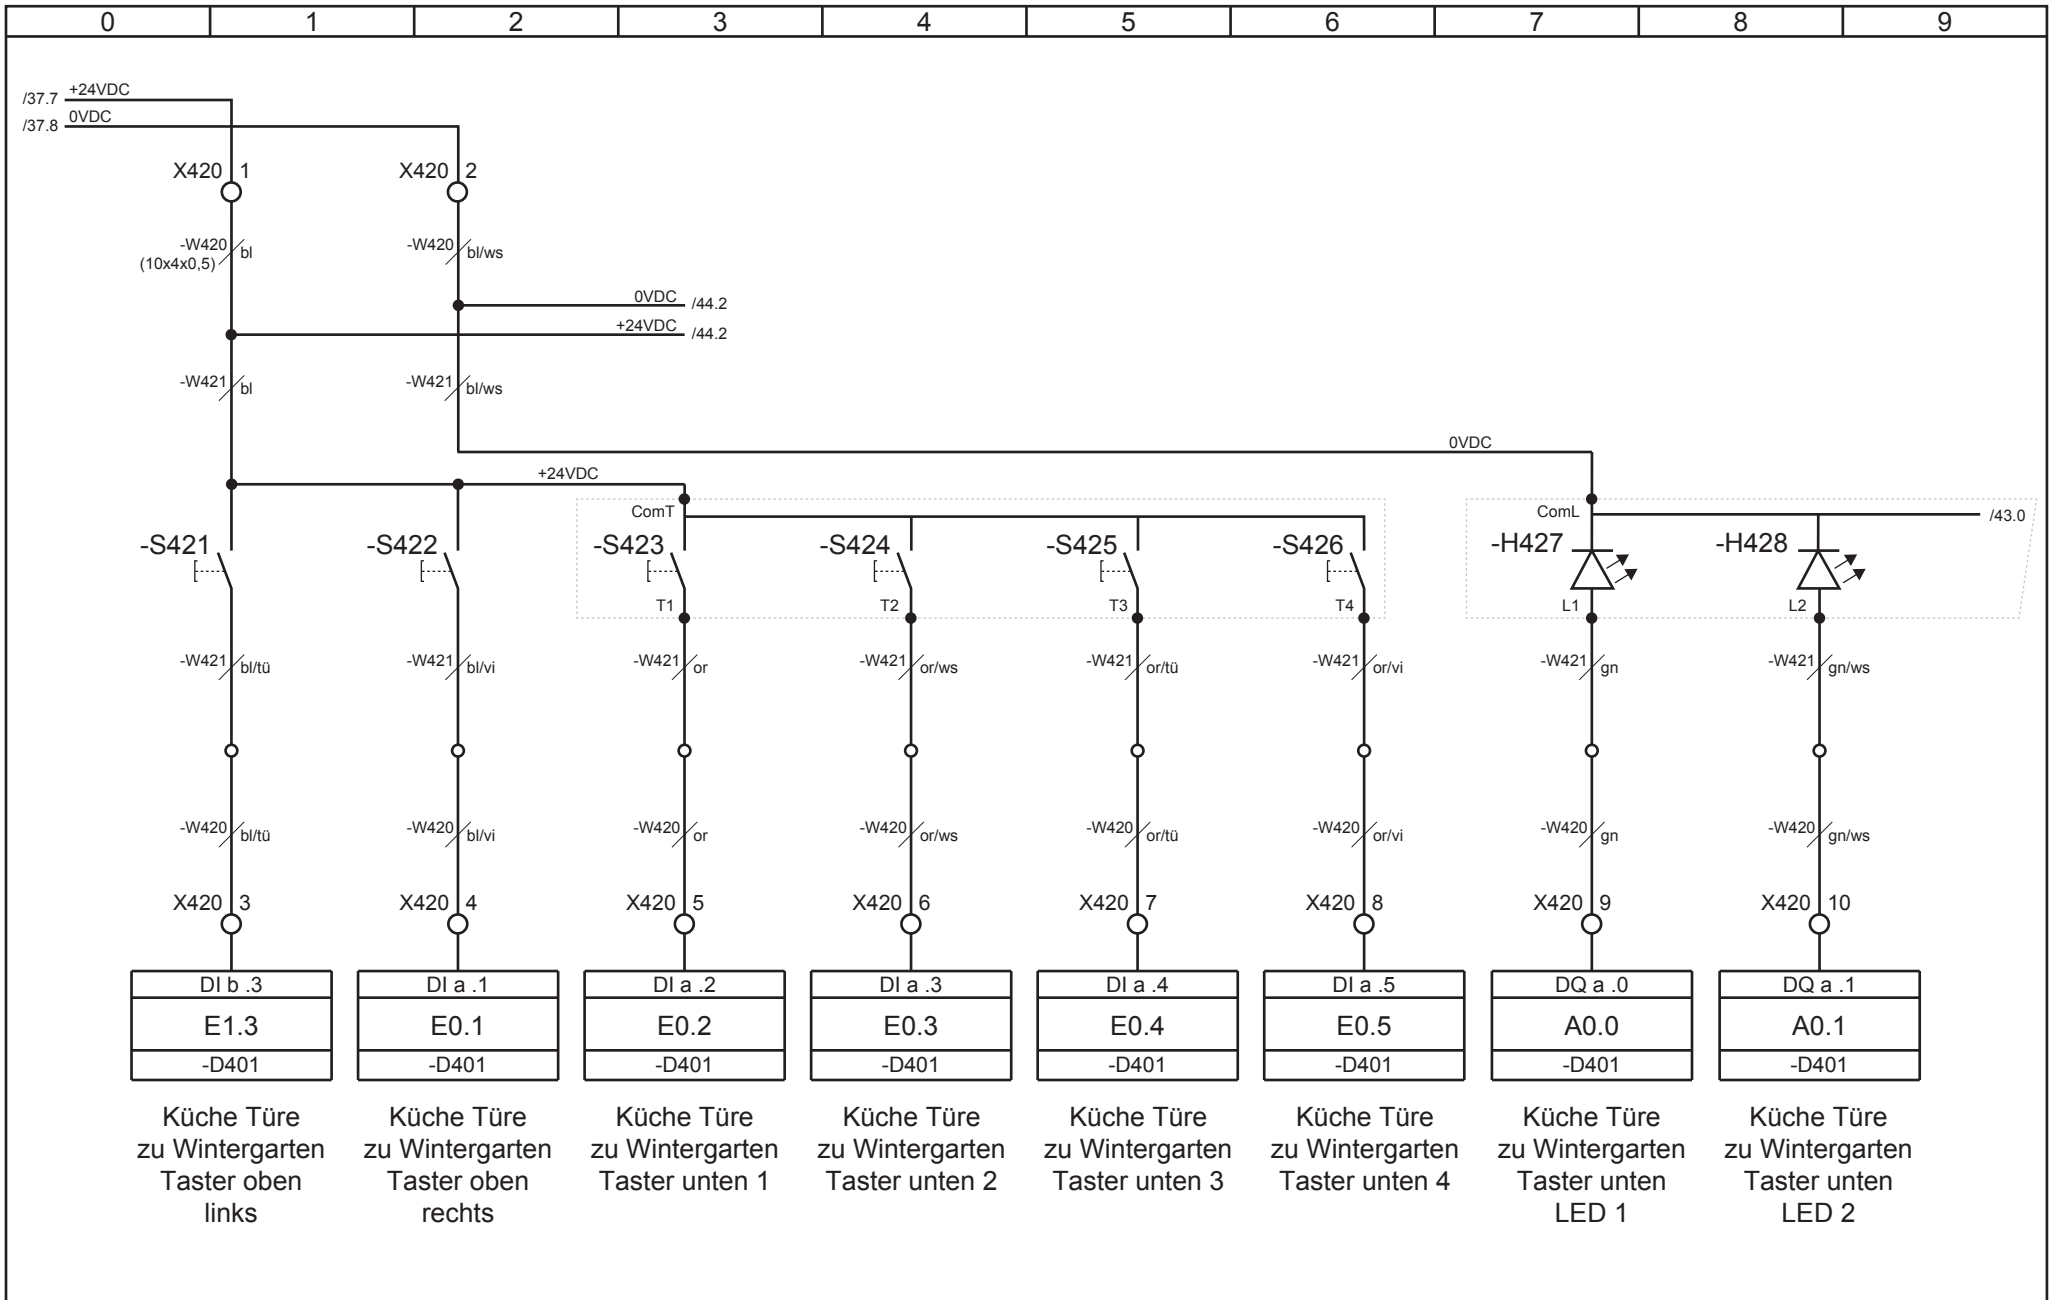 0 1 2 3 4 5 6 7 8 9
/37.7 +24VDC
/37.8 0VDC
X420 1 X420 2
-W420 bl -W420 bl/ws
(10x4x0,5)
0VDC /44.2
+24VDC /44.2
-W421 bl -W421 bl/ws
0VDC
+24VDC
ComT ComL /43.0
-S421 -S422 -S423 -S424 -S425 -S426 -H427 -H428
T1 T2 T3 T4 L1 L2
-W421 bl/tü -W421 bl/vi -W421 or -W421 or/ws -W421 or/tü -W421 or/vi -W421 gn -W421 gn/ws
-W420 bl/tü -W420 bl/vi -W420 or -W420 or/ws -W420 or/tü -W420 or/vi -W420 gn -W420 gn/ws
X420 3 X420 4 X420 5 X420 6 X420 7 X420 8 X420 9 X420 10
DI b .3 DI a .1 DI a .2 DI a .3 DI a .4 DI a .5 DQ a .0 DQ a .1
E1.3 E0.1 E0.2 E0.3 E0.4 E0.5 A0.0 A0.1
-D401 -D401 -D401 -D401 -D401 -D401 -D401 -D401
Küche Türe Küche Türe Küche Türe Küche Türe Küche Türe Küche Türe Küche Türe Küche Türe
zu Wintergarten zu Wintergarten zu Wintergarten zu Wintergarten zu Wintergarten zu Wintergarten zu Wintergarten zu Wintergarten
Taster oben Taster oben Taster unten 1 Taster unten 2 Taster unten 3 Taster unten 4 Taster unten Taster unten
links rechts LED 1 LED 2